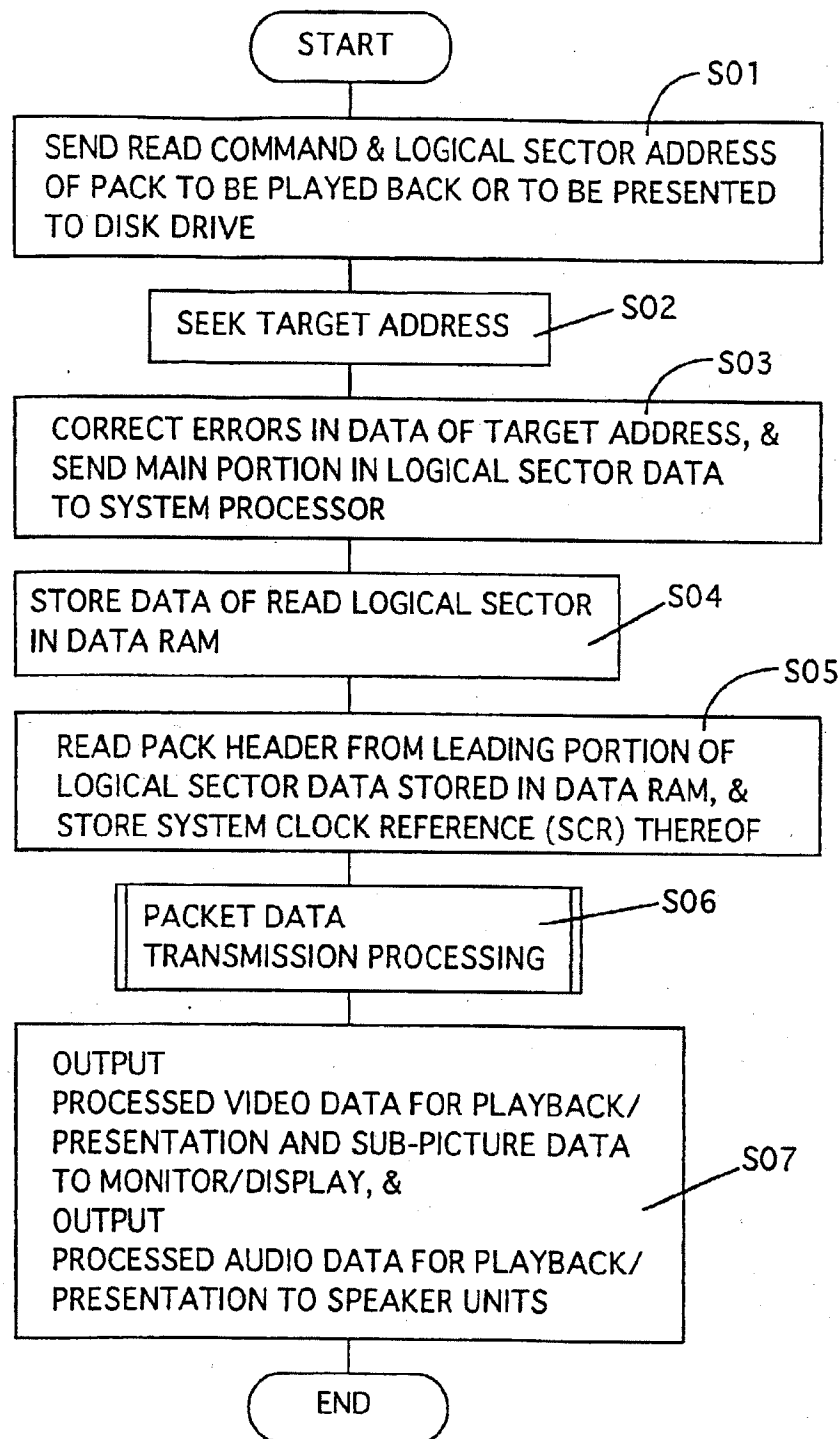 START
S01
SEND READ COMMAND & LOGICAL SECTOR ADDRESS
OF PACK TO BE PLAYED BACK OR TO BE PRESENTED
TO DISK DRIVE
SEEK TARGET ADDRESS
S02
S03
CORRECT ERRORS IN DATA OF TARGET ADDRESS, &
SEND MAIN PORTION IN LOGICAL SECTOR DATA
TO SYSTEM PROCESSOR
STORE DATA OF READ LOGICAL SECTOR
IN DATA RAM
S04
S05
READ PACK HEADER FROM LEADING PORTION OF
LOGICAL SECTOR DATA STORED IN DATA RAM, &
STORE SYSTEM CLOCK REFERENCE (SCR) THEREOF
PACKET DATA
TRANSMISSION PROCESSING
S06
OUTPUT
PROCESSED VIDEO DATA FOR PLAYBACK/
PRESENTATION AND SUB-PICTURE DATA
TO MONITOR/DISPLAY, &
OUTPUT
PROCESSED AUDIO DATA FOR PLAYBACK/
PRESENTATION TO SPEAKER UNITS
S07
END